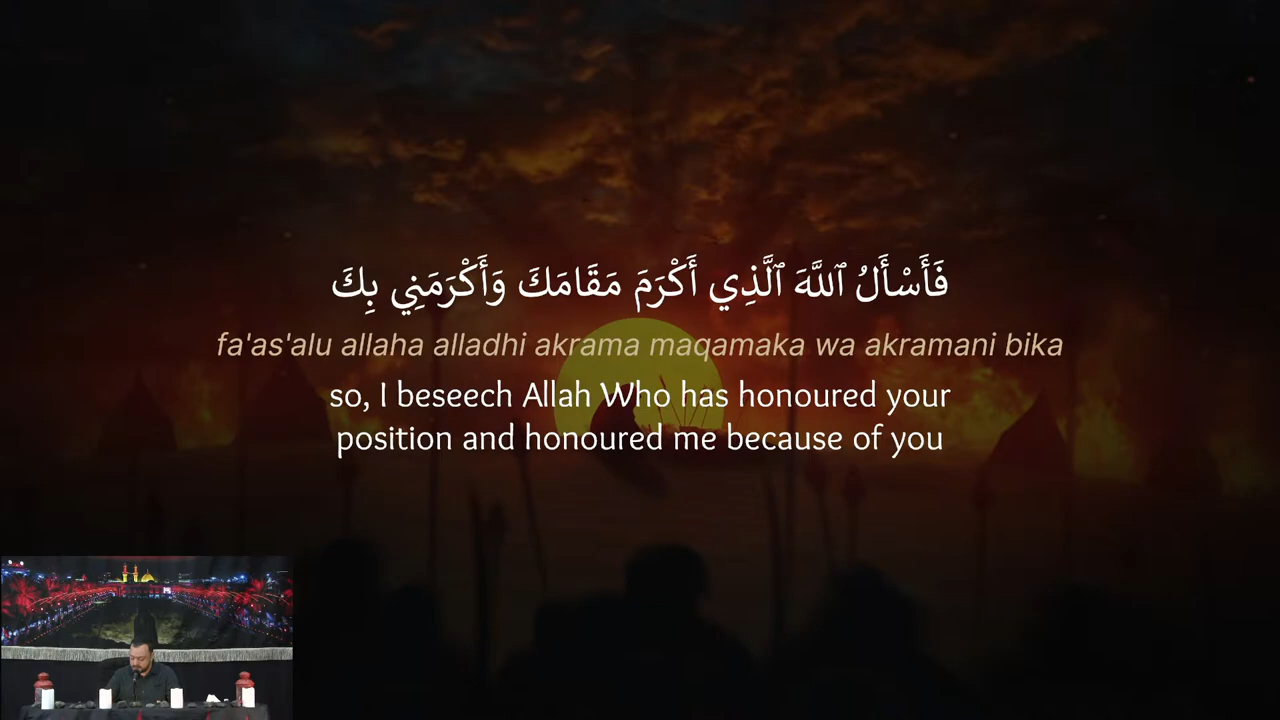 فَأَسْأَلُ ٱللَّهَ ٱلَّذِي أَكْرَمَ مَقَامَكَ وَأَكْرَمَنِي بِكَ
fa'as'alu allaha alladhi akrama maqamaka wa akramani bika
so, I beseech Allah Who has honoured your
position and honoured me because of you